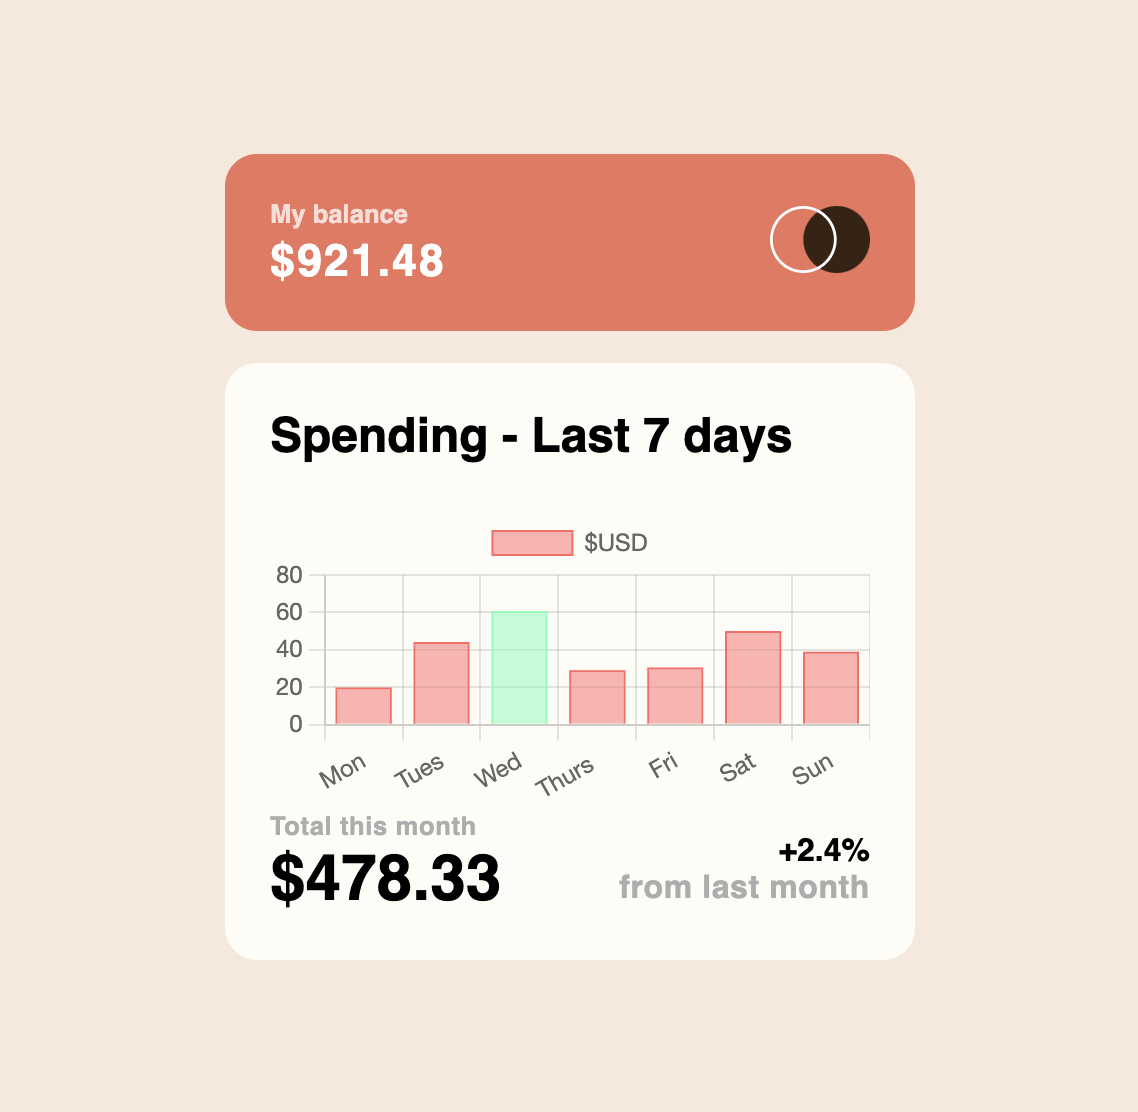 My balance
$921.48
Spending - Last 7 days
$USD
80
60
40
20
0
Mon Tues Wed Thurs Fri Sat Sun
Total this month
$478.33
+2.4%
from last month